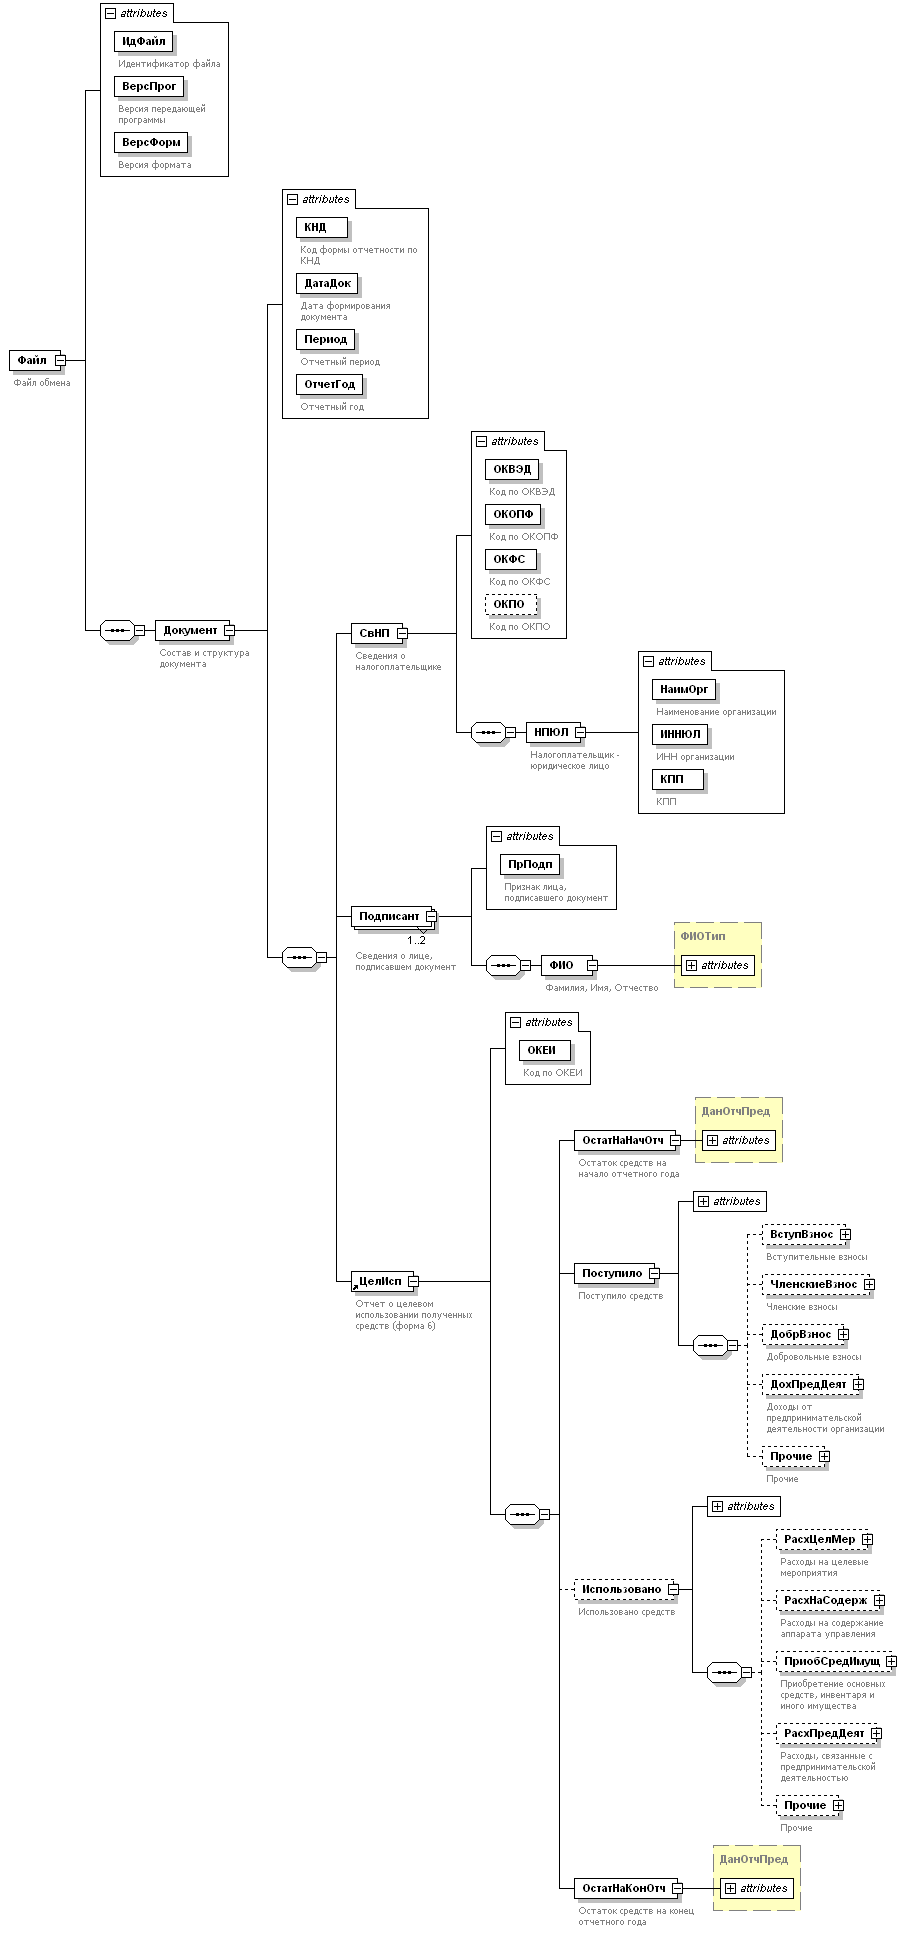 attributes
ИдФайл
Идентификатор файла
ВерсПрог
Версия передающей
программы
ВерсФорм
Версия формата
attributes
КНД
Код формы отчетности по
КНД
ДатаДок
Дата формирования
документа
Период
Отчетный период
ОтчетГод
Отчетный год
Файл
Файл обмена
attributes
ОКВЭД
Код по ОКВЭД
ОКОПФ
Код по ОКОПФ
ОКФС
Код по ОКФС
ОКПО
Код по ОКПО
Документ
Состав и структура
документа
СвНП
Сведения о
налогоплательщике
attributes
НаимОрг
Наименование организации
ИННЮЛ
ИНН организации
КПП
КПП
НПЮЛ
Налогоплательщик -
юридическое лицо
attributes
ПрПодп
Признак лица,
подписавшего документ
Подписант
1..2
Сведения о лице,
подписавшем документ
ФИОТип
attributes
ФИО
Фамилия, Имя, Отчество
attributes
ОКЕИ
Код по ОКЕИ
ДанОтчПред
attributes
ОстатНаНачОтч
Остаток средств на
начало отчетного года
attributes
ВступВзнос
Вступительные взносы
Поступило
Поступило средств
ЧленскиеВзнос
Членские взносы
ЦелИсп
Отчет о целевом
использовании полученных
средств (форма 6)
ДобрВзнос
Добровольные взносы
ДохПредДеят
Доходы от
предпринимательской
деятельности организации
Прочие
Прочие
attributes
РасхЦелМер
Расходы на целевые
мероприятия
Использовано
Использовано средств
РасхНаСодерж
Расходы на содержание
аппарата управления
ПриобСредИмущ
Приобретение основных
средств, инвентаря и
иного имущества
РасхПредДеят
Расходы, связанные с
предпринимательской
деятельностью
Прочие
Прочие
ДанОтчПред
attributes
ОстатНаКонОтч
Остаток средств на конец
отчетного года